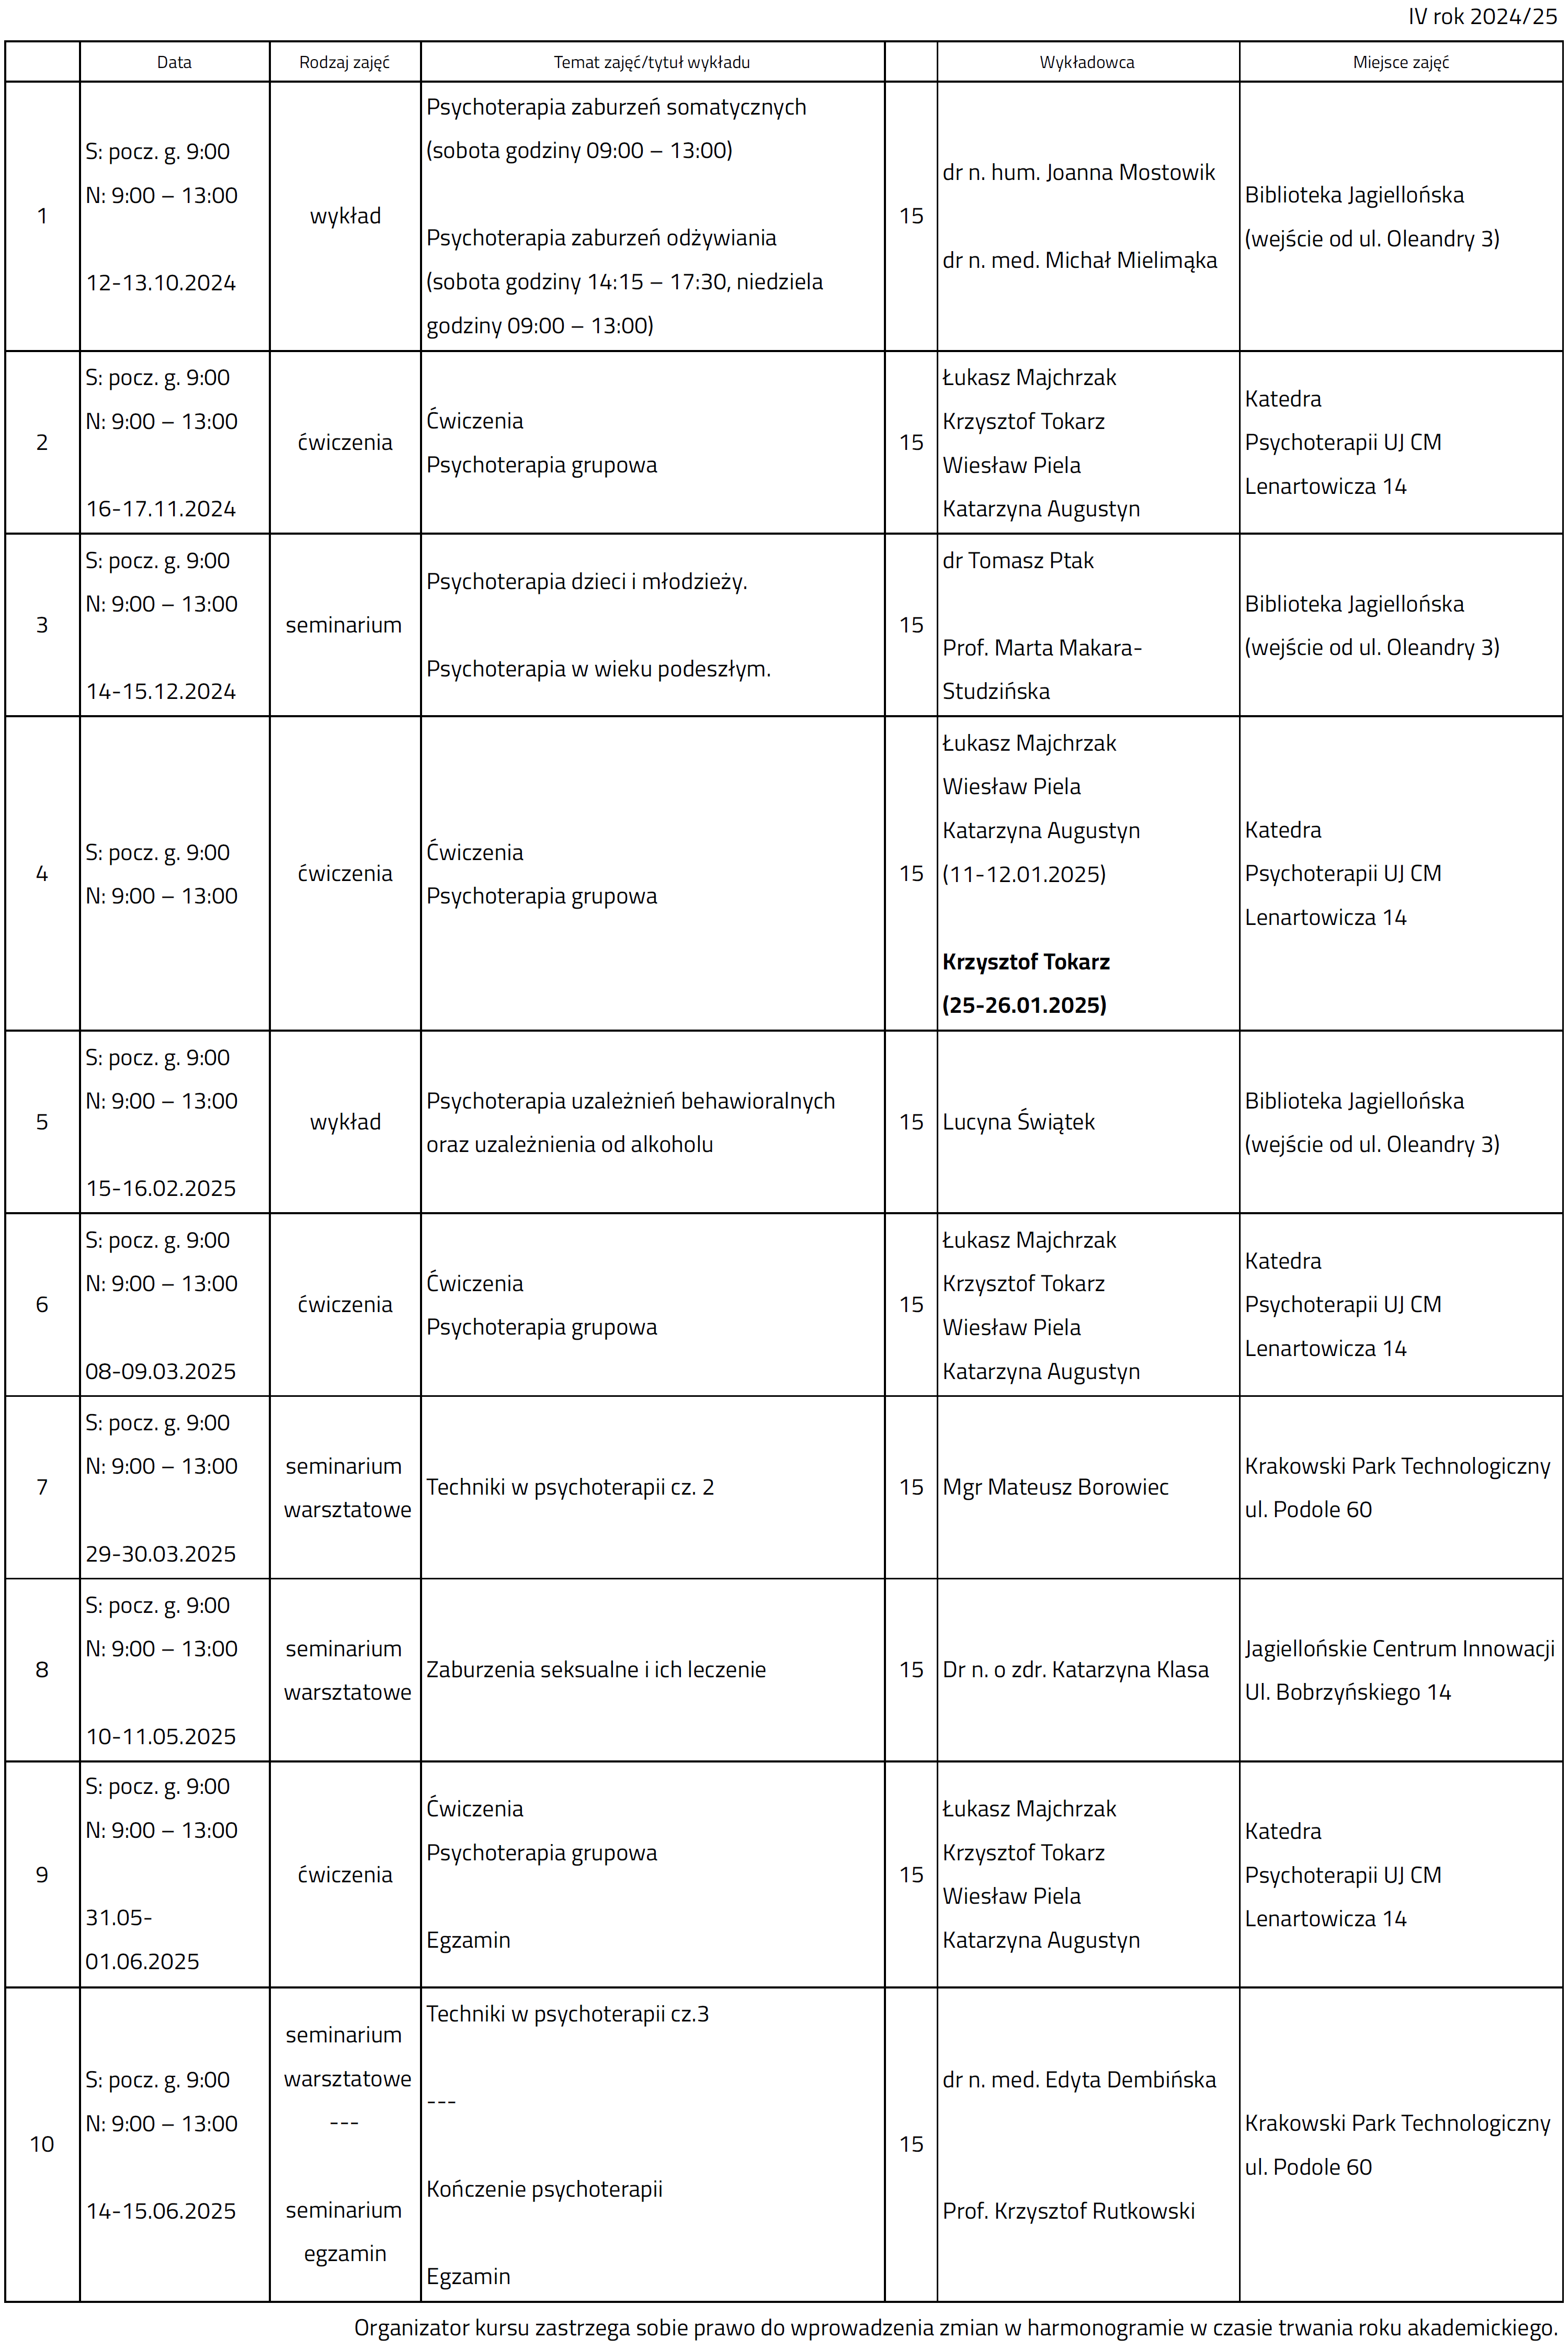 IV rok 2024/25
Data
Rodzaj zajęć
Temat zajęć/tytuł wykładu
Wykładowca
Miejsce zajęć
1
S: pocz. g. 9:00
N: 9:00 – 13:00
12-13.10.2024
wykład
Psychoterapia zaburzeń somatycznych
(sobota godziny 09:00 – 13:00)
Psychoterapia zaburzeń odżywiania
(sobota godziny 14:15 – 17:30, niedziela
godziny 09:00 – 13:00)
15
dr n. hum. Joanna Mostowik
dr n. med. Michał Mielimąka
Biblioteka Jagiellońska
(wejście od ul. Oleandry 3)
2
S: pocz. g. 9:00
N: 9:00 – 13:00
16-17.11.2024
ćwiczenia
Ćwiczenia
Psychoterapia grupowa
15
Łukasz Majchrzak
Krzysztof Tokarz
Wiesław Piela
Katarzyna Augustyn
Katedra
Psychoterapii UJ CM
Lenartowicza 14
3
S: pocz. g. 9:00
N: 9:00 – 13:00
14-15.12.2024
seminarium
Psychoterapia dzieci i młodzieży.
Psychoterapia w wieku podeszłym.
15
dr Tomasz Ptak
Prof. Marta Makara-
Studzińska
Biblioteka Jagiellońska
(wejście od ul. Oleandry 3)
4
S: pocz. g. 9:00
N: 9:00 – 13:00
ćwiczenia
Ćwiczenia
Psychoterapia grupowa
15
Łukasz Majchrzak
Wiesław Piela
Katarzyna Augustyn
(11-12.01.2025)
Krzysztof Tokarz
(25-26.01.2025)
Katedra
Psychoterapii UJ CM
Lenartowicza 14
5
S: pocz. g. 9:00
N: 9:00 – 13:00
15-16.02.2025
wykład
Psychoterapia uzależnień behawioralnych
oraz uzależnienia od alkoholu
15
Lucyna Świątek
Biblioteka Jagiellońska
(wejście od ul. Oleandry 3)
6
S: pocz. g. 9:00
N: 9:00 – 13:00
08-09.03.2025
ćwiczenia
Ćwiczenia
Psychoterapia grupowa
15
Łukasz Majchrzak
Krzysztof Tokarz
Wiesław Piela
Katarzyna Augustyn
Katedra
Psychoterapii UJ CM
Lenartowicza 14
7
S: pocz. g. 9:00
N: 9:00 – 13:00
29-30.03.2025
seminarium
warsztatowe
Techniki w psychoterapii cz. 2
15
Mgr Mateusz Borowiec
Krakowski Park Technologiczny
ul. Podole 60
8
S: pocz. g. 9:00
N: 9:00 – 13:00
10-11.05.2025
seminarium
warsztatowe
Zaburzenia seksualne i ich leczenie
15
Dr n. o zdr. Katarzyna Klasa
Jagiellońskie Centrum Innowacji
Ul. Bobrzyńskiego 14
9
S: pocz. g. 9:00
N: 9:00 – 13:00
31.05-
01.06.2025
ćwiczenia
Ćwiczenia
Psychoterapia grupowa
Egzamin
15
Łukasz Majchrzak
Krzysztof Tokarz
Wiesław Piela
Katarzyna Augustyn
Katedra
Psychoterapii UJ CM
Lenartowicza 14
10
S: pocz. g. 9:00
N: 9:00 – 13:00
14-15.06.2025
seminarium
warsztatowe
---
seminarium
egzamin
Techniki w psychoterapii cz.3
---
Kończenie psychoterapii
Egzamin
15
dr n. med. Edyta Dembińska
Prof. Krzysztof Rutkowski
Krakowski Park Technologiczny
ul. Podole 60
Organizator kursu zastrzega sobie prawo do wprowadzenia zmian w harmonogramie w czasie trwania roku akademickiego.